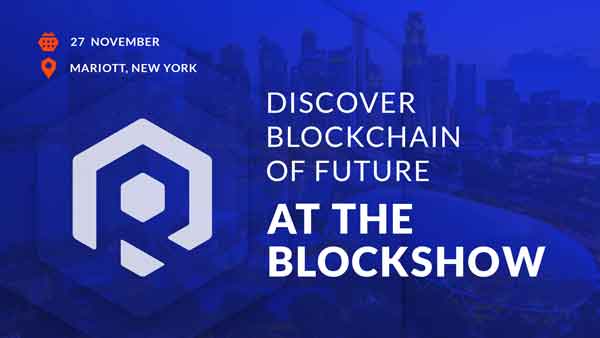 27 NOVEMBER
MARIOTT, NEW YORK
DISCOVER
BLOCKCHAIN
OF FUTURE
AT THE
BLOCKSHOW